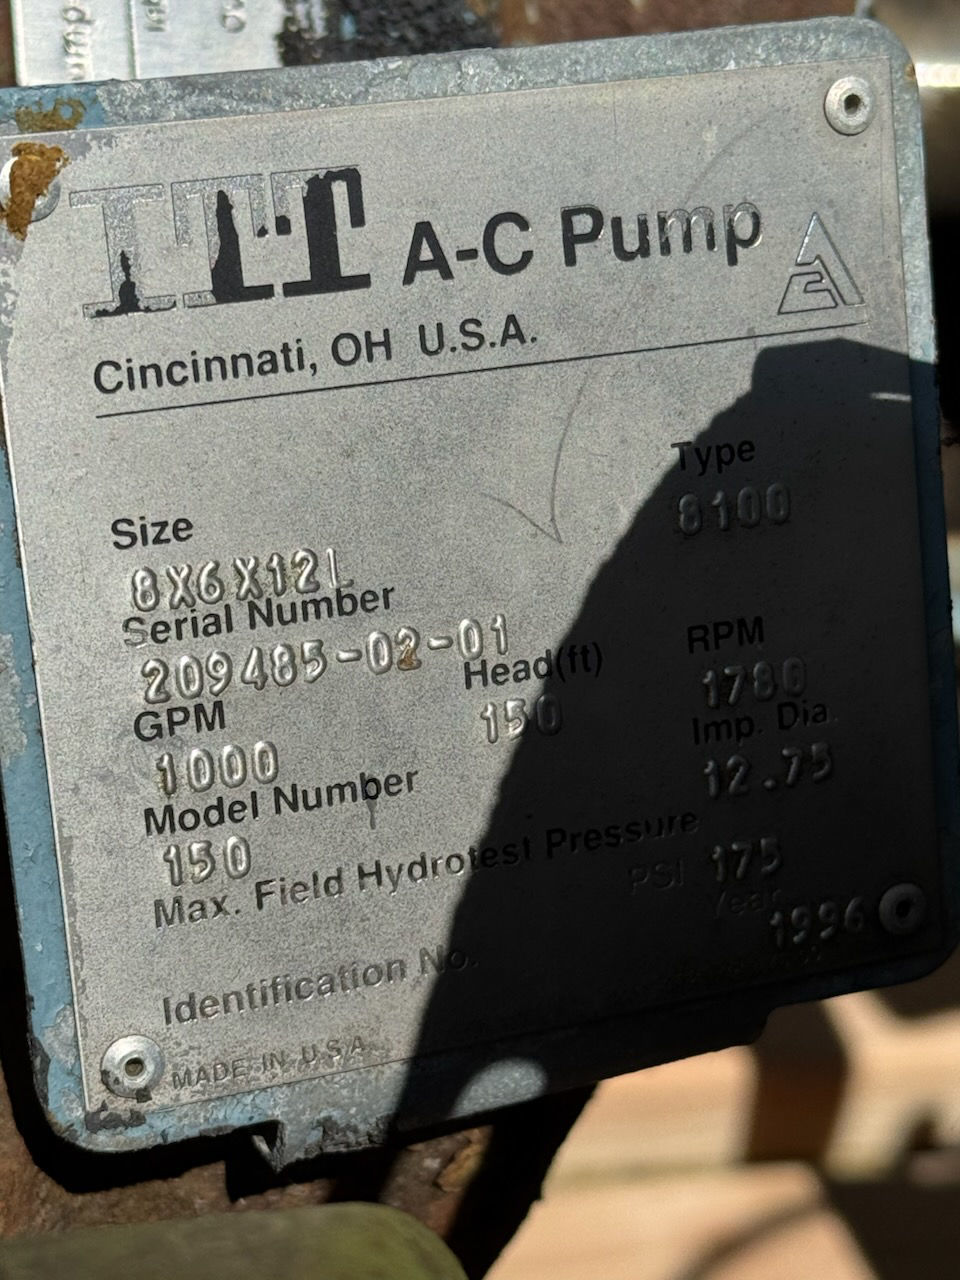 ITT A-C Pump
Cincinnati, OH U.S.A.
Type
8100
Size
8X6X12L
Serial Number
209485-02-01
Head(ft)
150
RPM
1780
GPM
1000
Imp. Dia.
12.75
Model Number
150
Max. Field Hydrotest Pressure
PSI 175
Year
1996
Identification No.
MADE IN U.S.A.